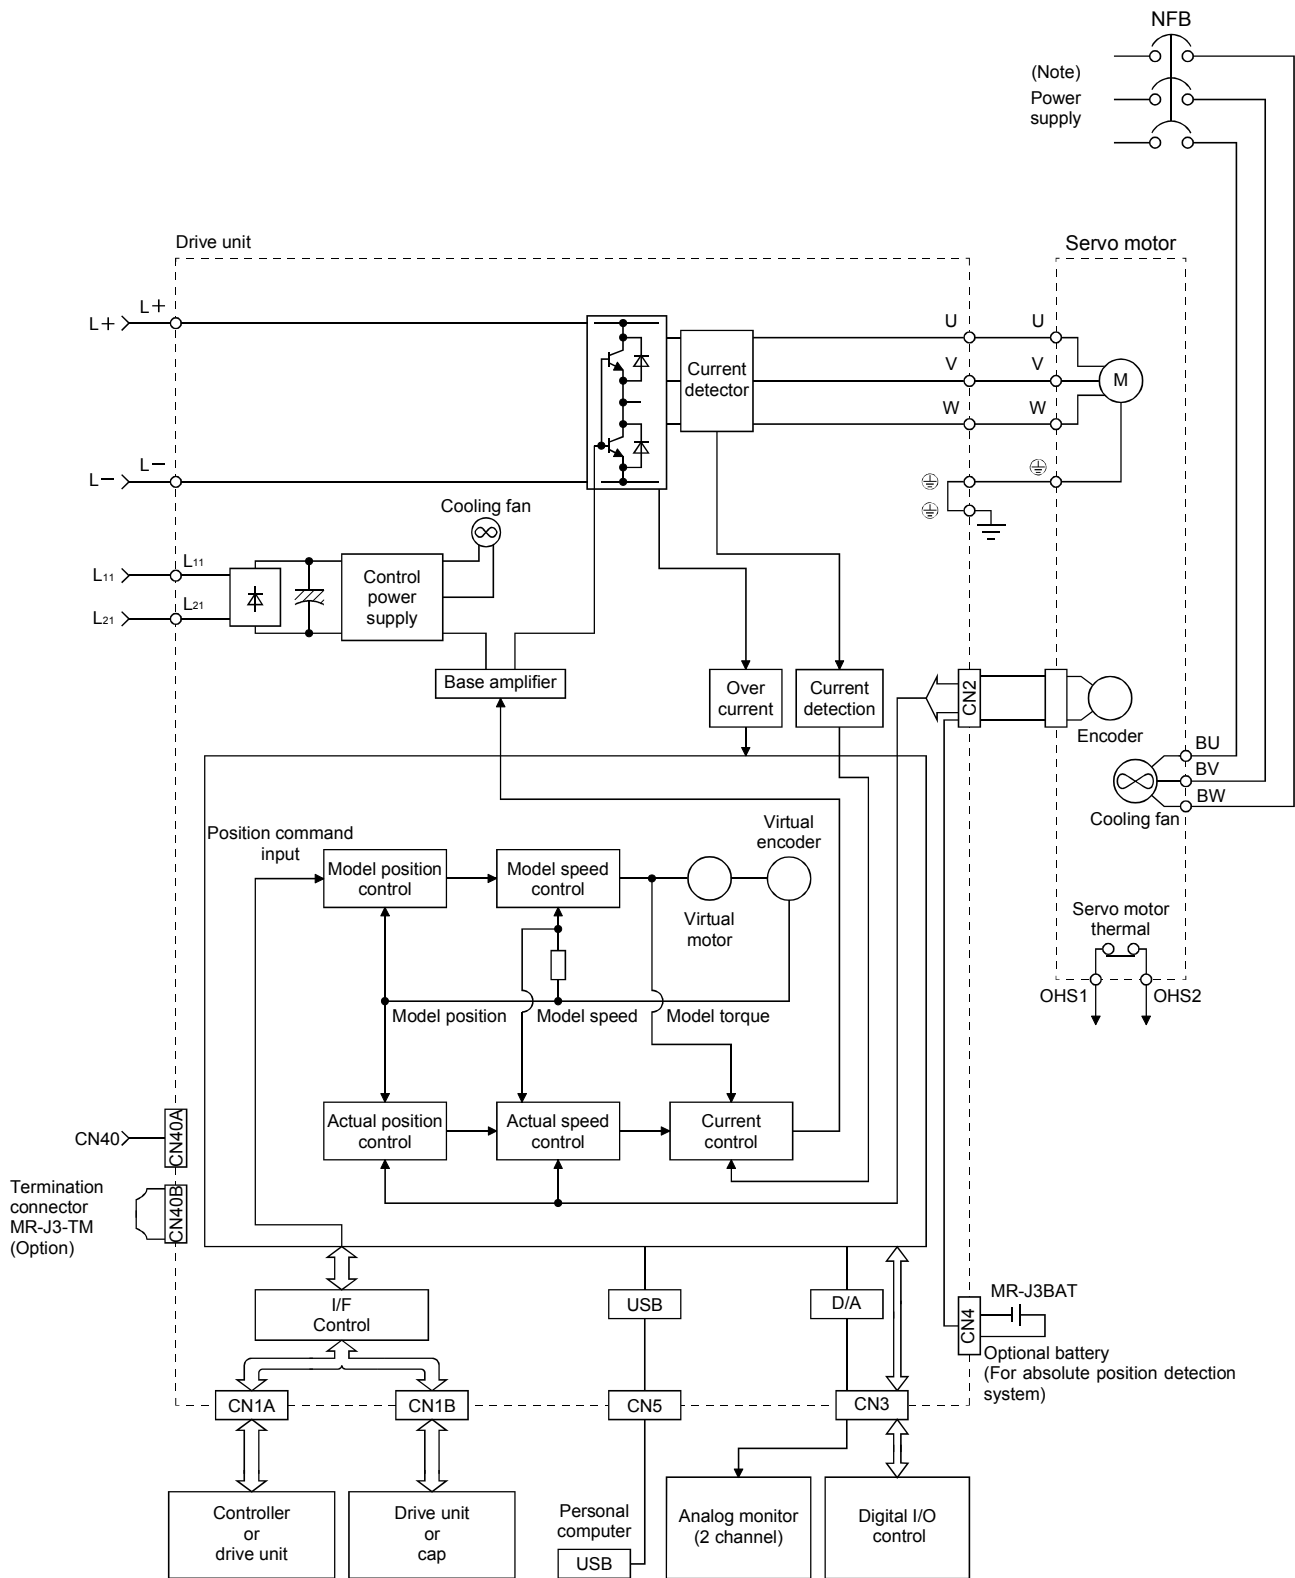 NFB
(Note)
Power
supply
Drive unit
Servo motor
L+
L+
U
U
Current
detector
V
V
M
W
W
L−
L−
Cooling fan
L11
L11
Control
power
supply
L21
L21
Base amplifier
Over
current
Current
detection
CN2
Encoder
BU
BV
BW
Cooling fan
Position command
input
Virtual
encoder
Model position
control
Model speed
control
Virtual
motor
Servo motor
thermal
OHS1
OHS2
Model position
Model speed
Model torque
CN40
CN40A
Actual position
control
Actual speed
control
Current
control
Termination
connector
MR-J3-TM
(Option)
CN40B
I/F
Control
USB
D/A
MR-J3BAT
CN4
Optional battery
(For absolute position detection
system)
CN1A
CN1B
CN5
CN3
Controller
or
drive unit
Drive unit
or
cap
Personal
computer
USB
Analog monitor
(2 channel)
Digital I/O
control